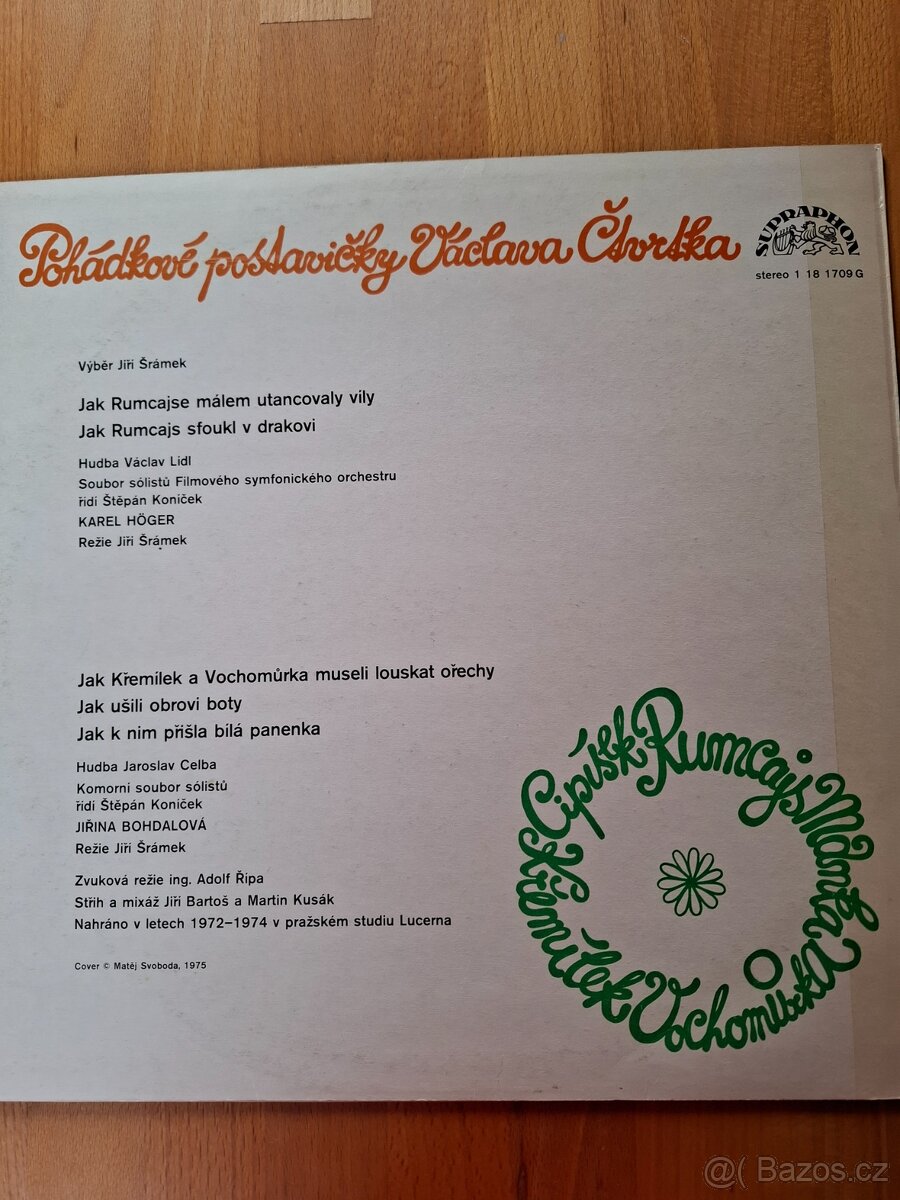 Pohádkové postavičky Václava Čtvrtka
SUPRAPHON
stereo 1 18 1709 G
Výběr Jiří Šrámek
Jak Rumcajse málem utancovaly víly
Jak Rumcajs sfoukl v drakovi
Hudba Václav Lídl
Soubor sólistů Filmového symfonického orchestru
řídí Štěpán Koníček
KAREL HÖGER
Režie Jiří Šrámek
Jak Křemílek a Vochomůrka museli louskat ořechy
Jak ušili obrovi boty
Jak k nim přišla bílá panenka
Hudba Jaroslav Celba
Komorní soubor sólistů
řídí Štěpán Koníček
JIŘINA BOHDALOVÁ
Režie Jiří Šrámek
Zvuková režie ing. Adolf Řípa
Střih a mixáž Jiří Bartoš a Martin Kusák
Nahráno v letech 1972–1974 v pražském studiu Lucerna
Cover © Matěj Svoboda, 1975
Cipísek Rumcajs Manka Vochomůrka Křemílek
@( Bazos.cz